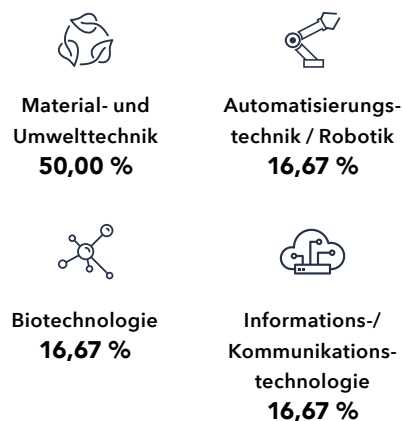 Material- und
Umwelttechnik
50,00 %
Automatisierungs-
technik / Robotik
16,67 %
Biotechnologie
16,67 %
Informations-/
Kommunikations-
technologie
16,67 %